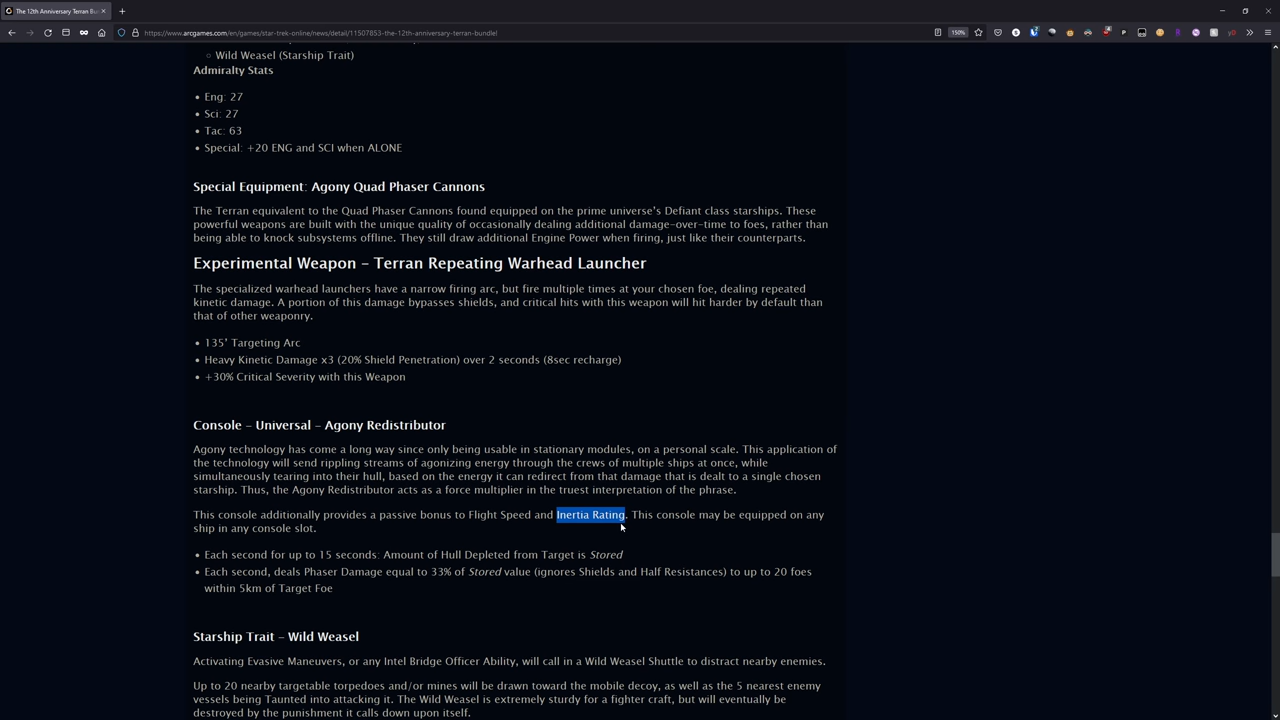 The 12th Anniversary Terran Bu
https://www.arcgames.com/en/games/star-trek-online/news/detail/11507853-the-12th-anniversary-terran-bundle!
150%
Wild Weasel (Starship Trait)
Admiralty Stats
• Eng: 27
• Sci: 27
• Tac: 63
• Special: +20 ENG and SCI when ALONE
Special Equipment: Agony Quad Phaser Cannons
The Terran equivalent to the Quad Phaser Cannons found equipped on the prime universe's Defiant class starships. These
powerful weapons are built with the unique quality of occasionally dealing additional damage-over-time to foes, rather than
being able to knock subsystems offline. They still draw additional Engine Power when firing, just like their counterparts.
Experimental Weapon – Terran Repeating Warhead Launcher
The specialized warhead launchers have a narrow firing arc, but fire multiple times at your chosen foe, dealing repeated
kinetic damage. A portion of this damage bypasses shields, and critical hits with this weapon will hit harder by default than
that of other weaponry.
• 135' Targeting Arc
• Heavy Kinetic Damage x3 (20% Shield Penetration) over 2 seconds (8sec recharge)
• +30% Critical Severity with this Weapon
Console – Universal – Agony Redistributor
Agony technology has come a long way since only being usable in stationary modules, on a personal scale. This application of
the technology will send rippling streams of agonizing energy through the crews of multiple ships at once, while
simultaneously tearing into their hull, based on the energy it can redirect from that damage that is dealt to a single chosen
starship. Thus, the Agony Redistributor acts as a force multiplier in the truest interpretation of the phrase.
This console additionally provides a passive bonus to Flight Speed and Inertia Rating. This console may be equipped on any
ship in any console slot.
• Each second for up to 15 seconds: Amount of Hull Depleted from Target is Stored
• Each second, deals Phaser Damage equal to 33% of Stored value (ignores Shields and Half Resistances) to up to 20 foes
within 5km of Target Foe
Starship Trait – Wild Weasel
Activating Evasive Maneuvers, or any Intel Bridge Officer Ability, will call in a Wild Weasel Shuttle to distract nearby enemies.
Up to 20 nearby targetable torpedoes and/or mines will be drawn toward the mobile decoy, as well as the 5 nearest enemy
vessels being Taunted into attacking it. The Wild Weasel is extremely sturdy for a fighter craft, but will eventually be
destroyed by the punishment it calls down upon itself.